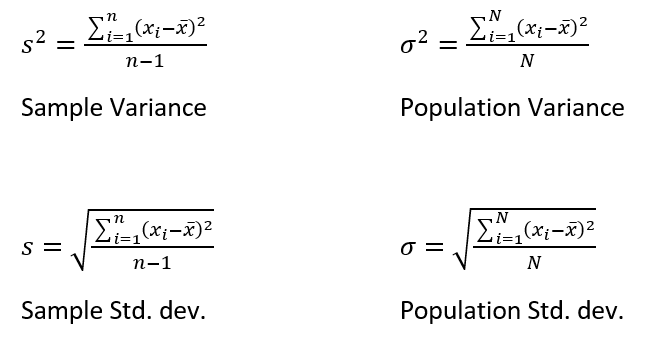 s² = ∑ⁿᵢ₌₁(xᵢ−x̄)² / n−1    σ² = ∑ᴺᵢ₌₁(xᵢ−x̄)² / N
Sample Variance    Population Variance
s = √(∑ⁿᵢ₌₁(xᵢ−x̄)² / n−1)    σ = √(∑ᴺᵢ₌₁(xᵢ−x̄)² / N)
Sample Std. dev.    Population Std. dev.